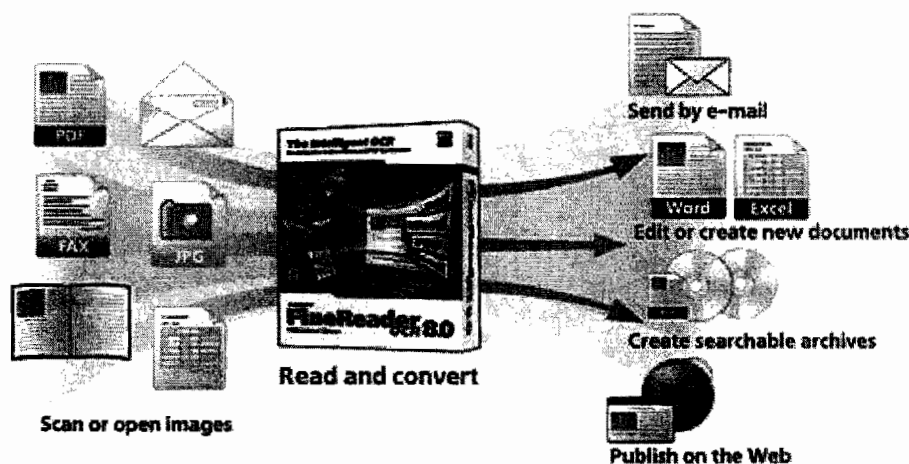 PDF
FAX
JPG
Scan or open images
The Intelligent OCR
FineReader
OCR 8.0
Read and convert
Send by e-mail
Word
Excel
Edit or create new documents
Create searchable archives
Publish on the Web